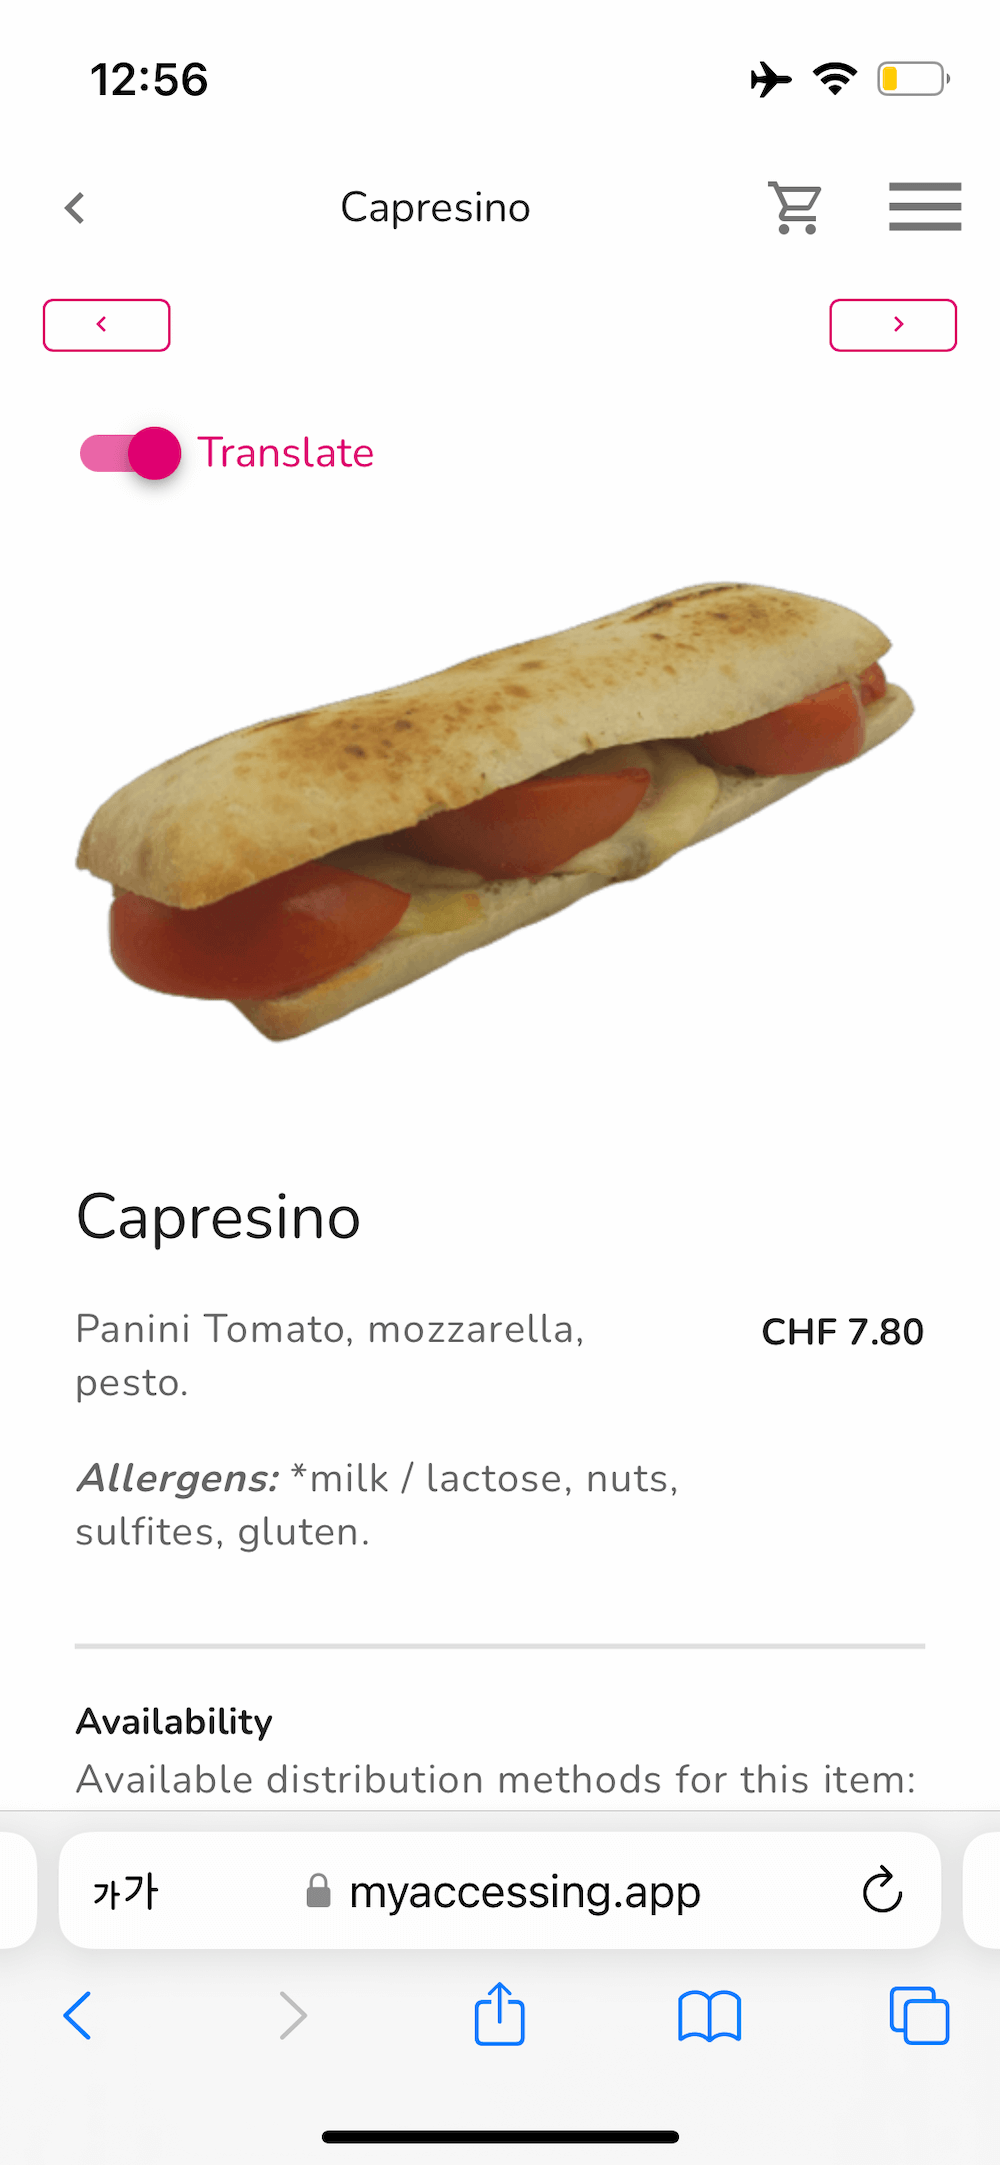 12:56
Capresino
Translate
Capresino
Panini Tomato, mozzarella,
pesto.
CHF 7.80
Allergens: *milk / lactose, nuts,
sulfites, gluten.
Availability
Available distribution methods for this item:
가가 myaccessing.app